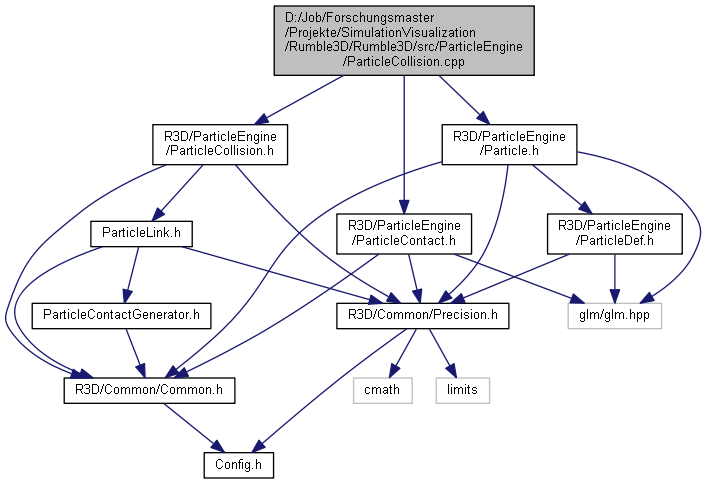 D:/Job/Forschungsmaster
/Projekte/SimulationVisualization
/Rumble3D/Rumble3D/src/ParticleEngine
/ParticleCollision.cpp
R3D/ParticleEngine
/ParticleCollision.h
R3D/ParticleEngine
/Particle.h
ParticleLink.h
R3D/ParticleEngine
/ParticleContact.h
R3D/ParticleEngine
/ParticleDef.h
ParticleContactGenerator.h
R3D/Common/Precision.h
glm/glm.hpp
R3D/Common/Common.h
cmath
limits
Config.h